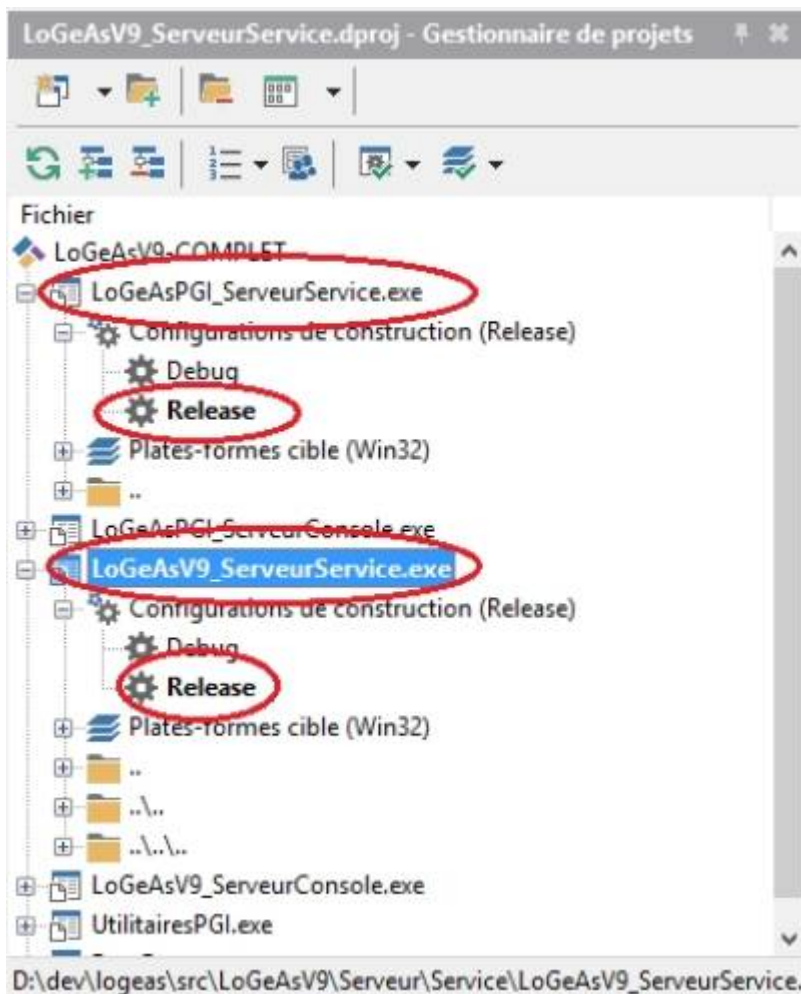 LoGeAsV9_ServeurService.dproj - Gestionnaire de projets
Fichier
LoGeAsV9-COMPLET
LoGeAsPGI_ServeurService.exe
Configurations de construction (Release)
Debug
Release
Plates-formes cible (Win32)
..
LoGeAsPGI_ServeurConsole.exe
LoGeAsV9_ServeurService.exe
Configurations de construction (Release)
Debug
Release
Plates-formes cible (Win32)
..
..\..
..\..\..
LoGeAsV9_ServeurConsole.exe
UtilitairesPGI.exe
D:\dev\logeas\src\LoGeAsV9\Serveur\Service\LoGeAsV9_ServeurService.